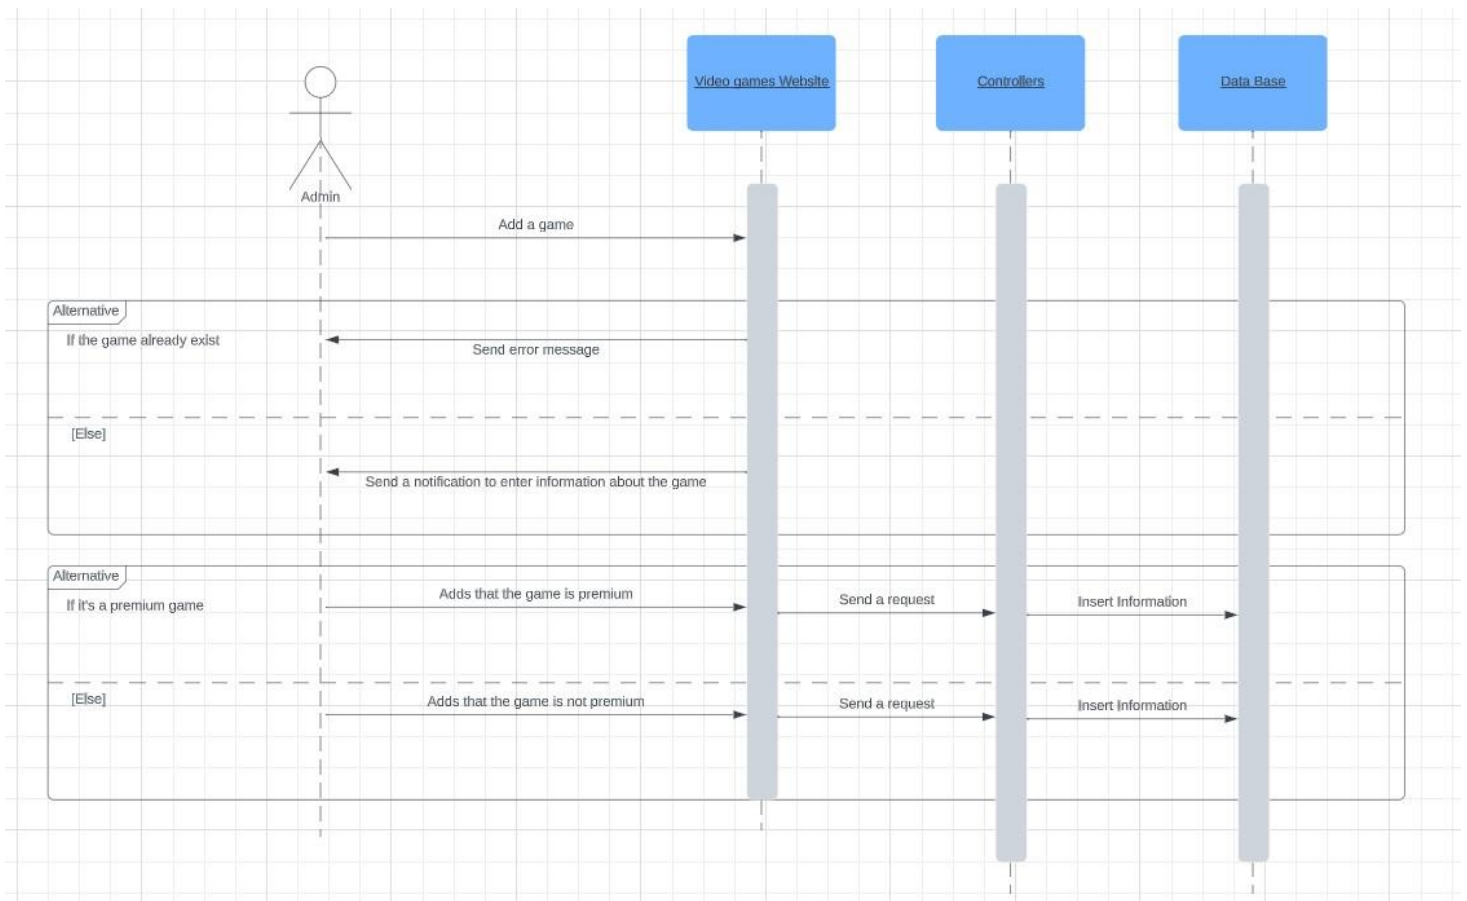 Video games Website
Controllers
Data Base
Admin
Add a game
Alternative
If the game already exist
Send error message
[Else]
Send a notification to enter information about the game
Alternative
If it's a premium game
Adds that the game is premium
Send a request
Insert Information
[Else]
Adds that the game is not premium
Send a request
Insert Information